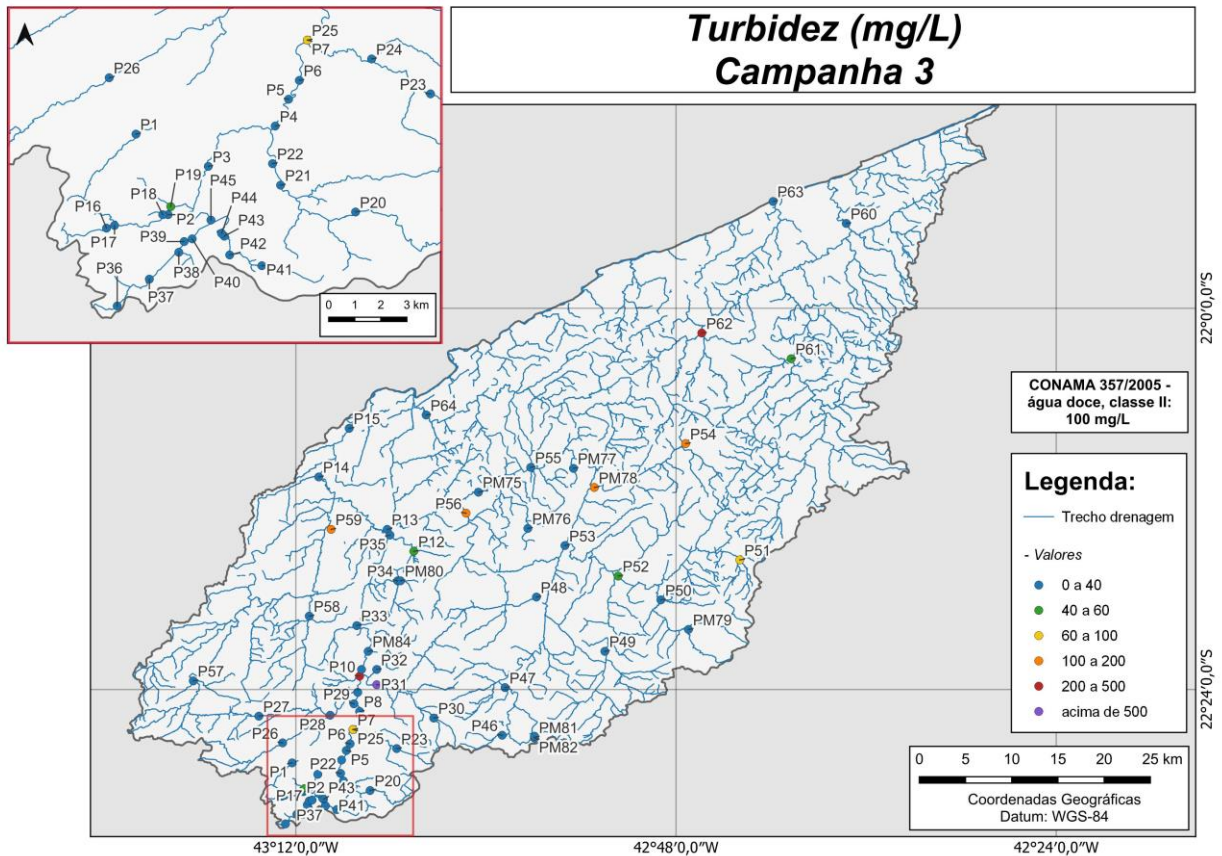 Turbidez (mg/L)
Campanha 3
P25
P7
P24
P26
P6
P23
P5
P1
P4
P3
P22
P19
P45
P21
P18
P44
P16
P2
P43
P20
P17
P39
P42
P36
P38
P41
P40
P37
0 1 2 3 km
P63
P60
P62
P61
22°0'0,0"S
CONAMA 357/2005 -
água doce, classe II:
100 mg/L
P64
P15
P54
P55
PM77
P14
PM78
PM75
P56
P59
P13
PM76
P35
P12
P53
P51
P52
P34
PM80
P48
P50
P58
P33
PM79
PM84
P49
P10
P32
P57
P31
P47
P29
P8
22°24'0,0"S
P27
P28
P30
P7
P26
P6
P25
P46
PM81
P23
PM82
P5
P1
P22
P20
P2
P43
P17
P41
P37
Legenda:
Trecho drenagem
- Valores
0 a 40
40 a 60
60 a 100
100 a 200
200 a 500
acima de 500
0 5 10 15 20 25 km
Coordenadas Geográficas
Datum: WGS-84
43°12'0,0"W
42°48'0,0"W
42°24'0,0"W